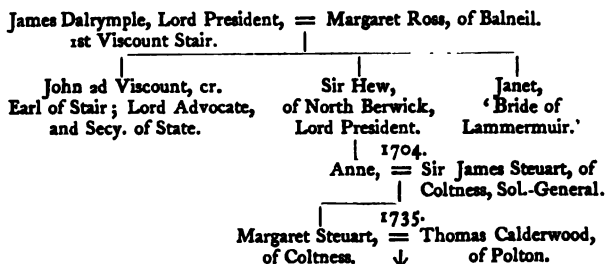 James Dalrymple, Lord President, = Margaret Ross, of Balneil.
1st Viscount Stair.
John 2d Viscount, cr. Sir Hew, Janet,
Earl of Stair; Lord Advocate, of North Berwick, ‘Bride of
and Secy. of State. Lord President. Lammermuir.’
1704.
Anne, = Sir James Steuart, of
Coltness, Sol.-General.
1735.
Margaret Steuart, = Thomas Calderwood,
of Coltness. of Polton.